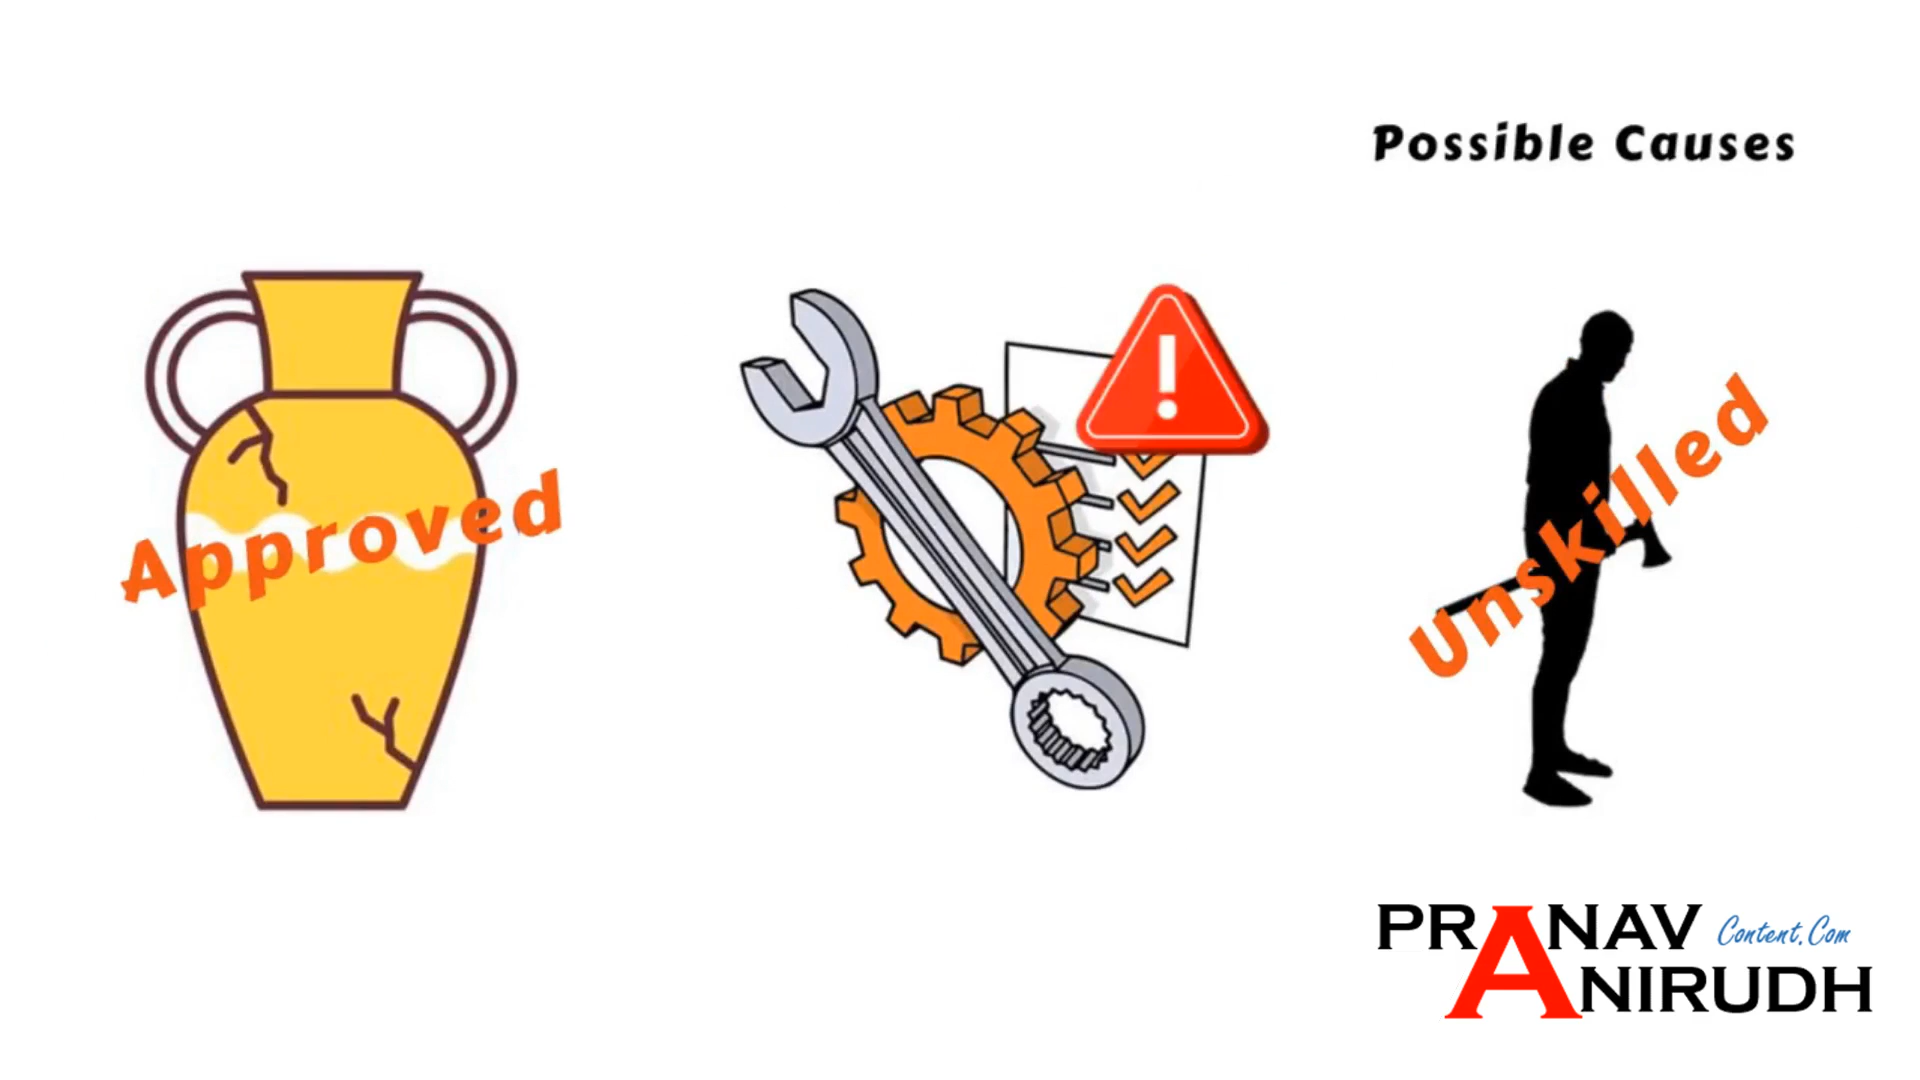 Possible Causes
Approved
Unskilled
PRANAV Content.Com
ANIRUDH